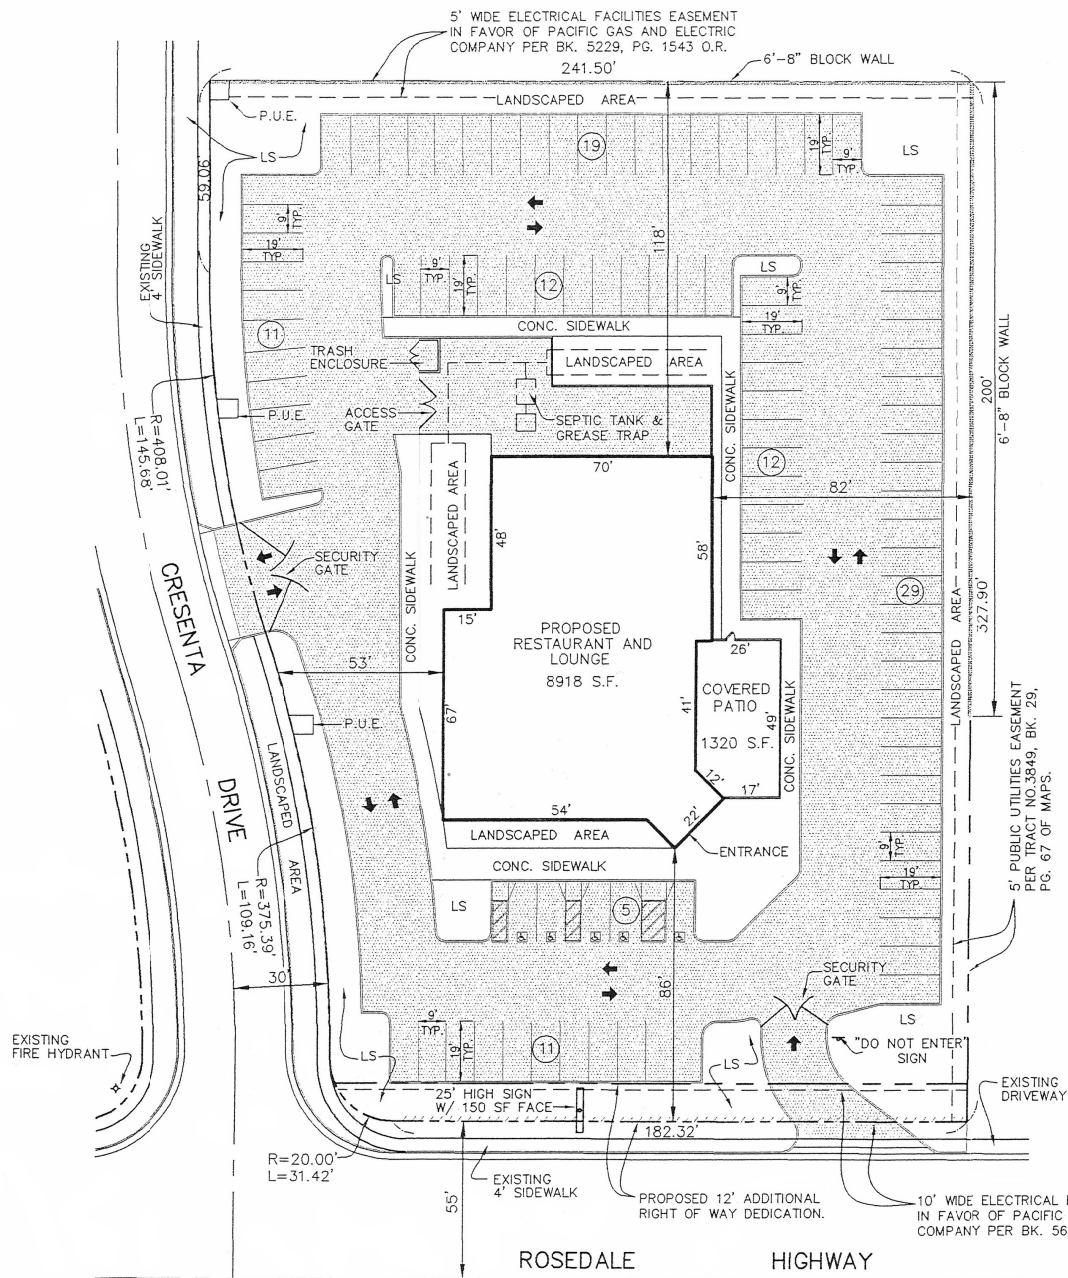 5' WIDE ELECTRICAL FACILITIES EASEMENT
IN FAVOR OF PACIFIC GAS AND ELECTRIC
COMPANY PER BK. 5229, PG. 1543 O.R.
6'-8" BLOCK WALL
241.50'
LANDSCAPED AREA
P.U.E.
LS
59.06'
19
19'
TYP.
9'
TYP.
LS
EXISTING
4' SIDEWALK
9'
TYP.
19'
TYP.
118'
LS
9'
TYP.
19'
TYP.
12
LS
9'
TYP.
19'
TYP.
11
CONC. SIDEWALK
TRASH
ENCLOSURE
LANDSCAPED AREA
ACCESS
GATE
SEPTIC TANK &
GREASE TRAP
CONC. SIDEWALK
P.U.E.
R=408.01'
L=145.68'
200'
6'-8" BLOCK WALL
12
70'
82'
LANDSCAPED AREA
48'
58'
SECURITY
GATE
CONC. SIDEWALK
CRESENTA
DRIVE
15'
29
LANDSCAPED AREA
327.90'
PROPOSED
RESTAURANT AND
LOUNGE
8918 S.F.
26'
53'
COVERED
PATIO
1320 S.F.
41'
49'
CONC. SIDEWALK
67'
P.U.E.
LANDSCAPED
AREA
12'
17'
22'
54'
LANDSCAPED AREA
ENTRANCE
5' PUBLIC UTILITIES EASEMENT
PER TRACT NO.3849, BK. 29,
PG. 67 OF MAPS.
9'
TYP.
19'
TYP.
CONC. SIDEWALK
LS
5
R=375.39'
L=109.16'
30'
86'
SECURITY
GATE
LS
"DO NOT ENTER"
SIGN
9'
TYP.
19'
TYP.
11
LS
LS
EXISTING
FIRE HYDRANT
25' HIGH SIGN
W/ 150 SF FACE
EXISTING
DRIVEWAY
182.32'
R=20.00'
L=31.42'
55'
EXISTING
4' SIDEWALK
PROPOSED 12' ADDITIONAL
RIGHT OF WAY DEDICATION.
10' WIDE ELECTRICAL
IN FAVOR OF PACIFIC
COMPANY PER BK. 56
ROSEDALE HIGHWAY